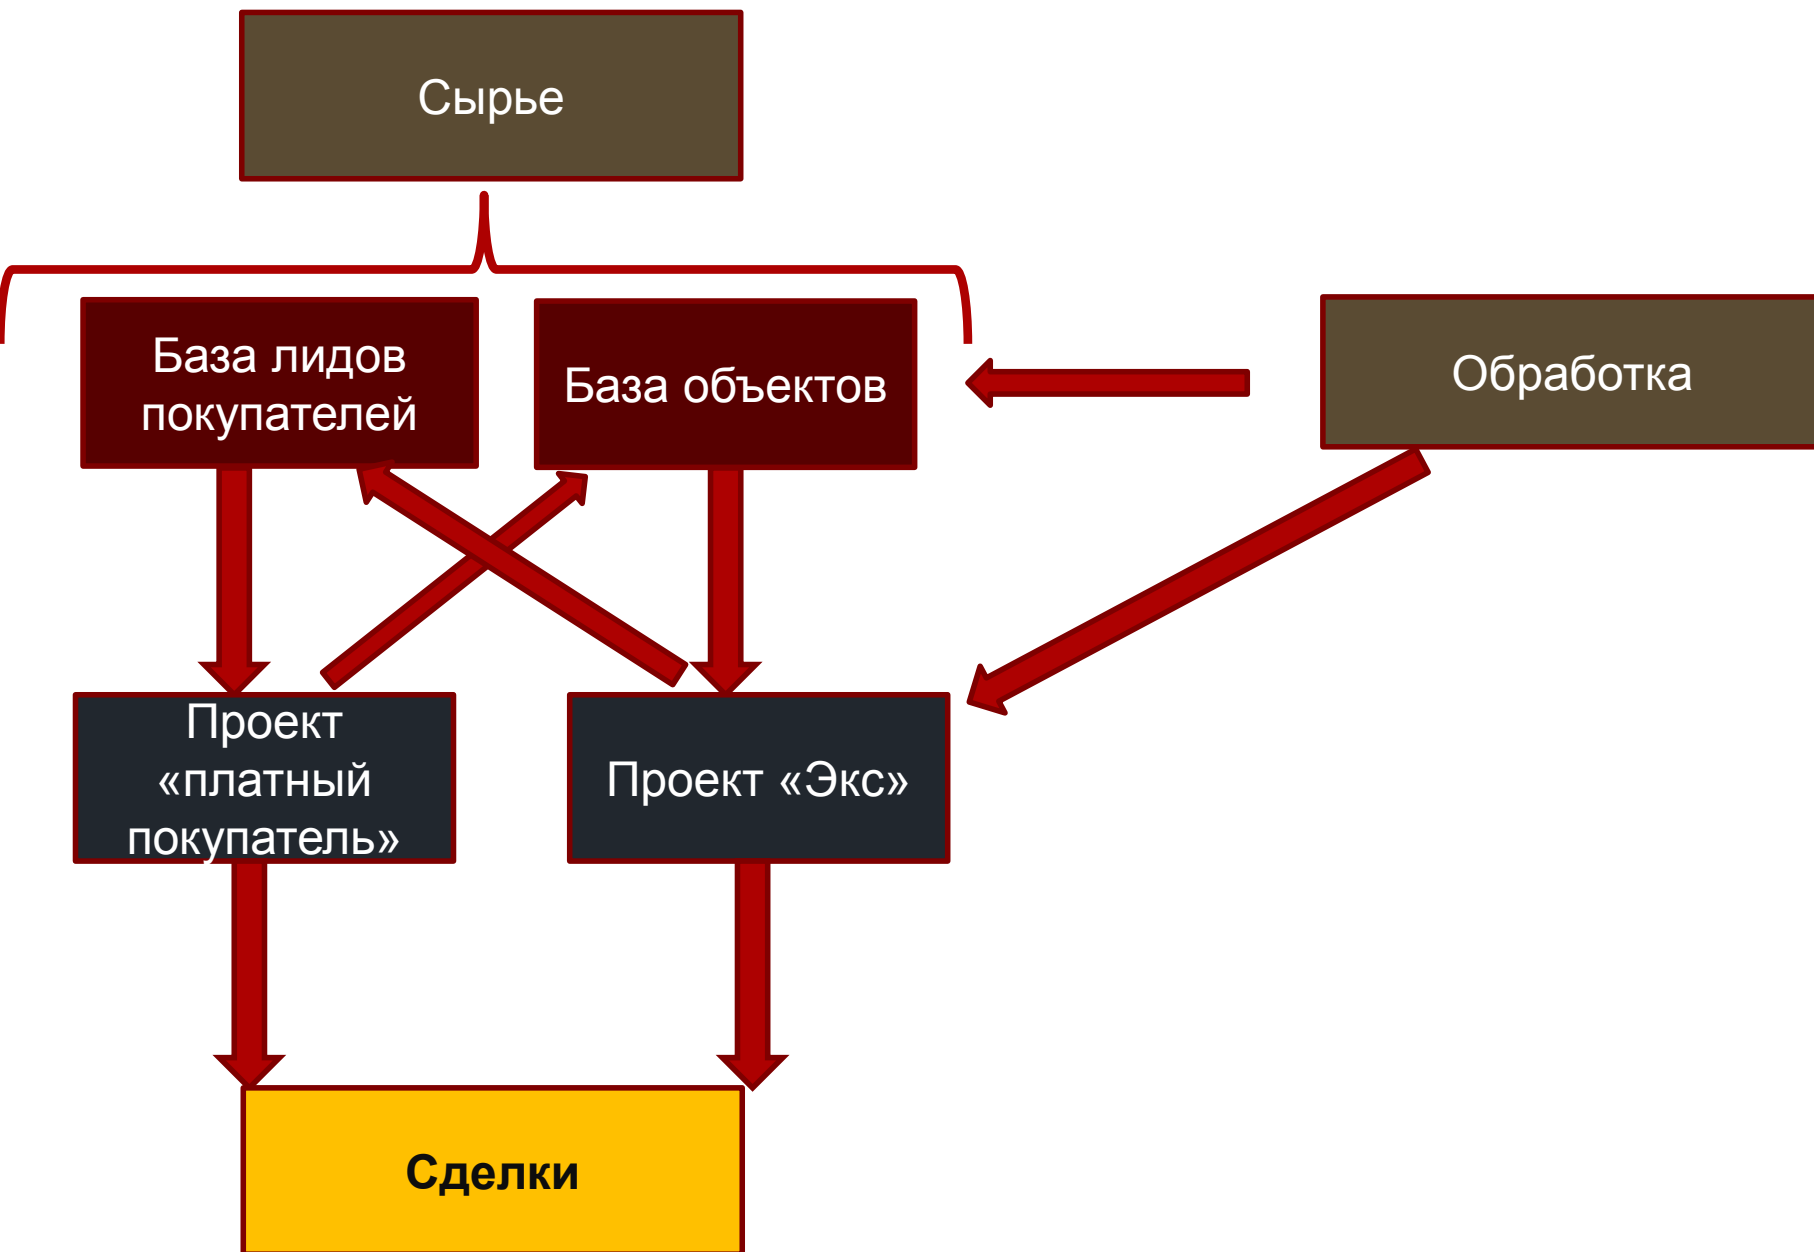 Сырье
База лидов
покупателей
База объектов
Обработка
Проект
«платный
покупатель»
Проект «Экс»
Сделки